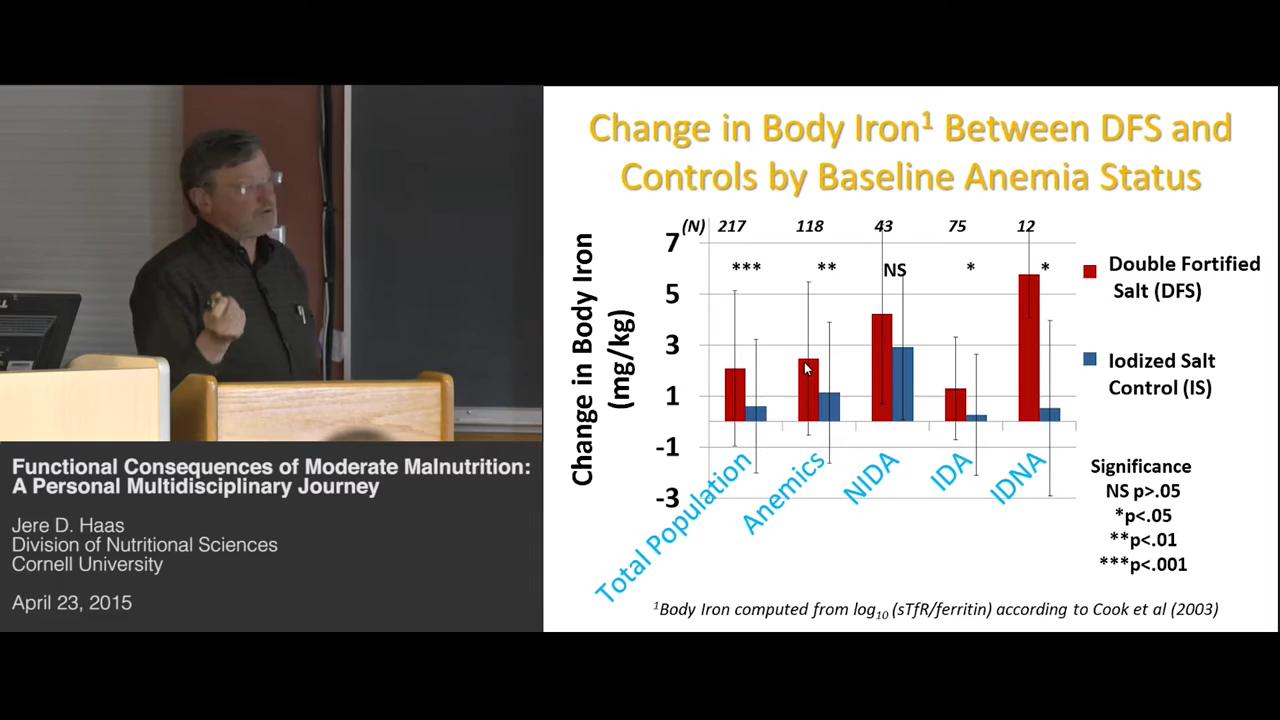 Change in Body Iron¹ Between DFS and
Controls by Baseline Anemia Status
(N) 217 118 43 75 12
7
5
3
1
-1
-3
Change in Body Iron
(mg/kg)
*** ** NS * *
Total Population
Anemics
NIDA
IDA
IDNA
Double Fortified
Salt (DFS)
Iodized Salt
Control (IS)
Significance
NS p>.05
*p<.05
**p<.01
***p<.001
¹Body Iron computed from log₁₀ (sTfR/ferritin) according to Cook et al (2003)
Functional Consequences of Moderate Malnutrition:
A Personal Multidisciplinary Journey
Jere D. Haas
Division of Nutritional Sciences
Cornell University
April 23, 2015